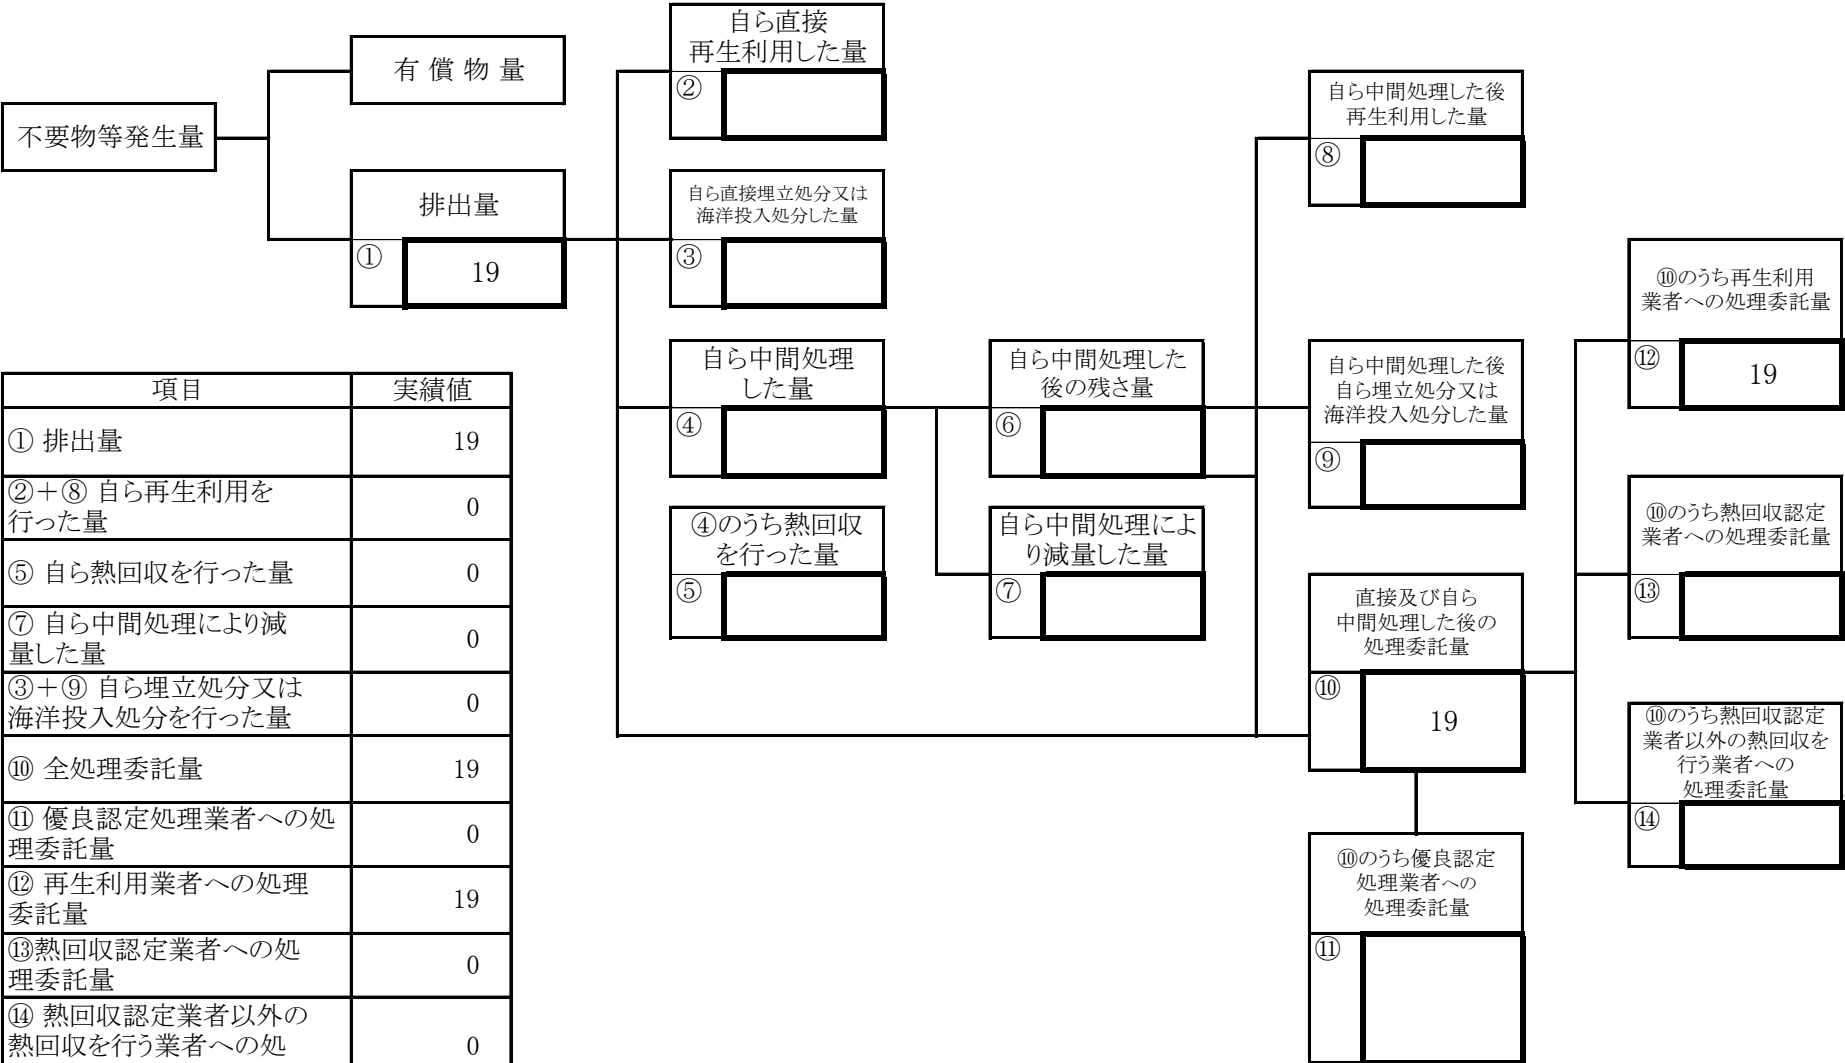 不要物等発生量
有 償 物 量
排出量
①
19
自ら直接
再生利用した量
②
自ら直接埋立処分又は
海洋投入処分した量
③
自ら中間処理
した量
④
④のうち熱回収
を行った量
⑤
自ら中間処理した
後の残さ量
⑥
自ら中間処理によ
り減量した量
⑦
自ら中間処理した後
再生利用した量
⑧
自ら中間処理した後
自ら埋立処分又は
海洋投入処分した量
⑨
直接及び自ら
中間処理した後の
処理委託量
⑩
19
⑩のうち優良認定
処理業者への
処理委託量
⑪
⑩のうち再生利用
業者への処理委託量
⑫
19
⑩のうち熱回収認定
業者への処理委託量
⑬
⑩のうち熱回収認定
業者以外の熱回収を
行う業者への
処理委託量
⑭
項目 実績値
① 排出量 19
②+⑧ 自ら再生利用を
行った量 0
⑤ 自ら熱回収を行った量 0
⑦ 自ら中間処理により減
量した量 0
③+⑨ 自ら埋立処分又は
海洋投入処分を行った量 0
⑩ 全処理委託量 19
⑪ 優良認定処理業者への処
理委託量 0
⑫ 再生利用業者への処理
委託量 19
⑬熱回収認定業者への処
理委託量 0
⑭ 熱回収認定業者以外の
熱回収を行う業者への処 0